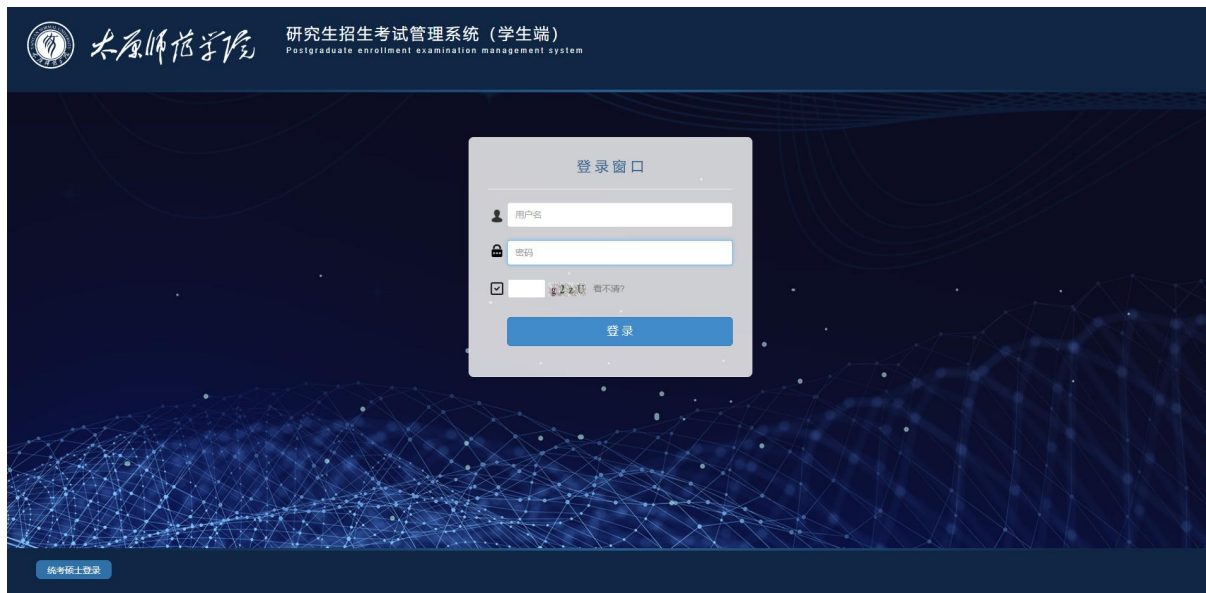 太原师范学院
研究生招生考试管理系统（学生端）
Postgraduate enrollment examination management system
登录窗口
用户名
密码
看不清?
登录
统考硕士登录